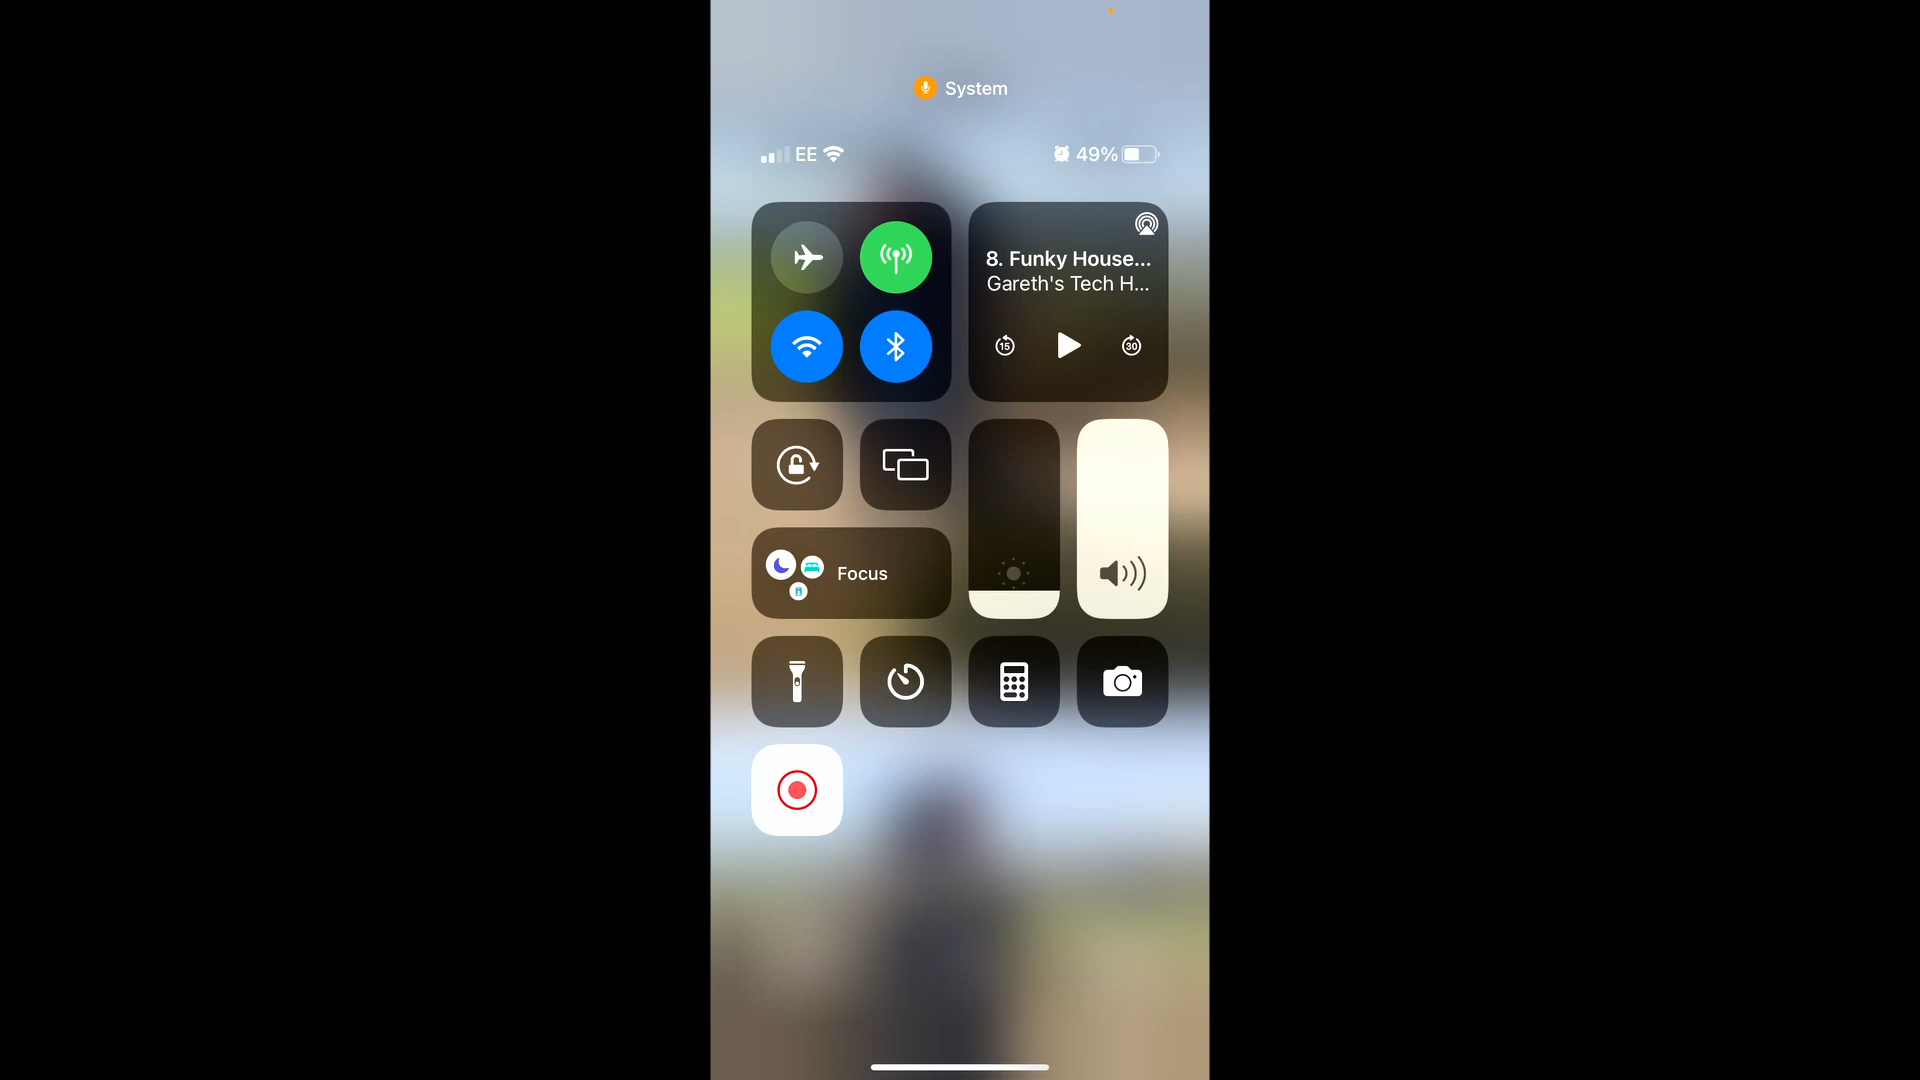 System
EE
49%
8. Funky House...
Gareth's Tech H...
15
30
Focus